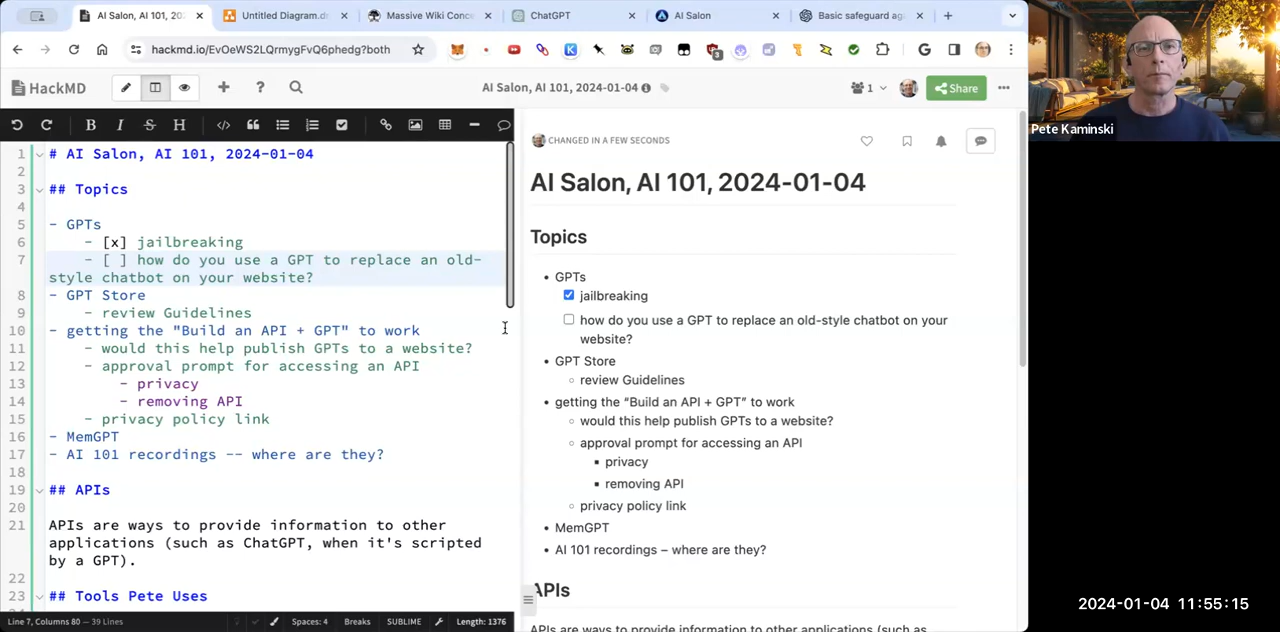 AI Salon, AI 101, 202
Untitled Diagram.d
Massive Wiki Conc
ChatGPT
AI Salon
Basic safeguard ag
hackmd.io/EvOeWS2LQrmygFvQ6phedg?both
3
HackMD
AI Salon, AI 101, 2024-01-04
1
Share
1 # AI Salon, AI 101, 2024-01-04
2
3 ## Topics
4
5 - GPTs
6 - [x] jailbreaking
7 - [ ] how do you use a GPT to replace an old-
style chatbot on your website?
8 - GPT Store
9 - review Guidelines
10 - getting the "Build an API + GPT" to work
11 - would this help publish GPTs to a website?
12 - approval prompt for accessing an API
13 - privacy
14 - removing API
15 - privacy policy link
16 - MemGPT
17 - AI 101 recordings -- where are they?
18
19 ## APIs
20
21 APIs are ways to provide information to other
applications (such as ChatGPT, when it's scripted
by a GPT).
22
23 ## Tools Pete Uses
Line 7, Columns 80 — 39 Lines
Spaces: 4
Breaks
SUBLIME
Length: 1376
CHANGED IN A FEW SECONDS
AI Salon, AI 101, 2024-01-04
Topics
• GPTs
jailbreaking
how do you use a GPT to replace an old-style chatbot on your
website?
• GPT Store
◦ review Guidelines
• getting the “Build an API + GPT” to work
◦ would this help publish GPTs to a website?
◦ approval prompt for accessing an API
▪ privacy
▪ removing API
◦ privacy policy link
• MemGPT
• AI 101 recordings – where are they?
APIs
APIs are ways to provide information to other applications (such as
Pete Kaminski
2024-01-04 11:55:15